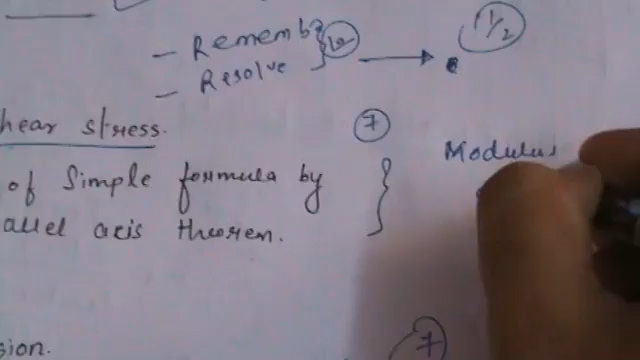 - Rememb
- Resolve
1/2
hear stress.
7
Modulus
of Simple formula by
allel axis theorem.
sion.
7